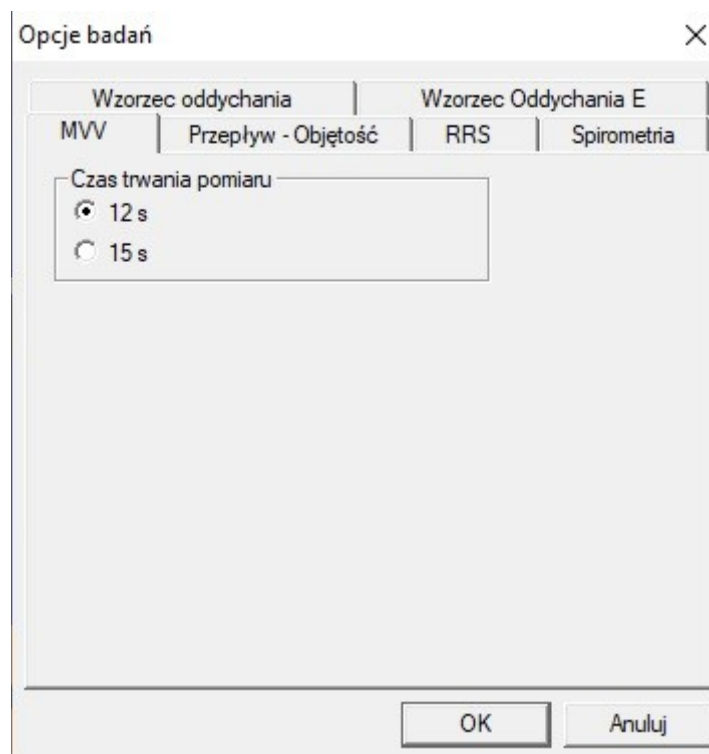 Opcje badań
Wzorzec oddychania Wzorzec Oddychania E
MVV Przepływ - Objętość RRS Spirometria
Czas trwania pomiaru
12 s
15 s
OK Anuluj